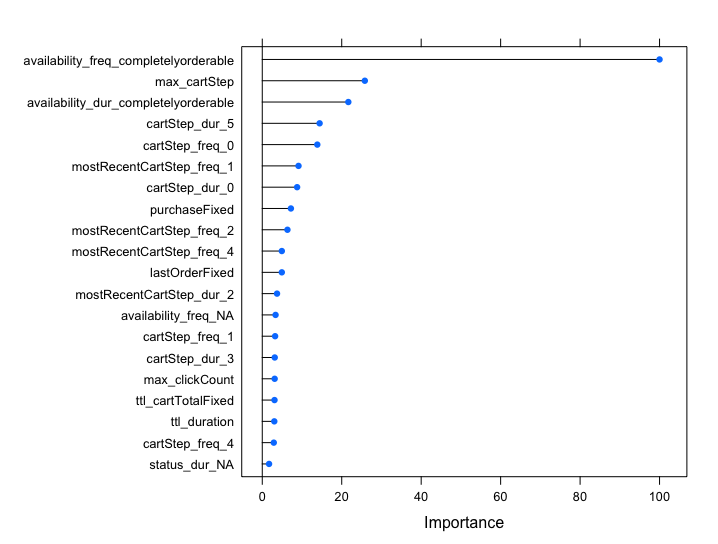 availability_freq_completelyorderable
max_cartStep
availability_dur_completelyorderable
cartStep_dur_5
cartStep_freq_0
mostRecentCartStep_freq_1
cartStep_dur_0
purchaseFixed
mostRecentCartStep_freq_2
mostRecentCartStep_freq_4
lastOrderFixed
mostRecentCartStep_dur_2
availability_freq_NA
cartStep_freq_1
cartStep_dur_3
max_clickCount
ttl_cartTotalFixed
ttl_duration
cartStep_freq_4
status_dur_NA
0 20 40 60 80 100
Importance